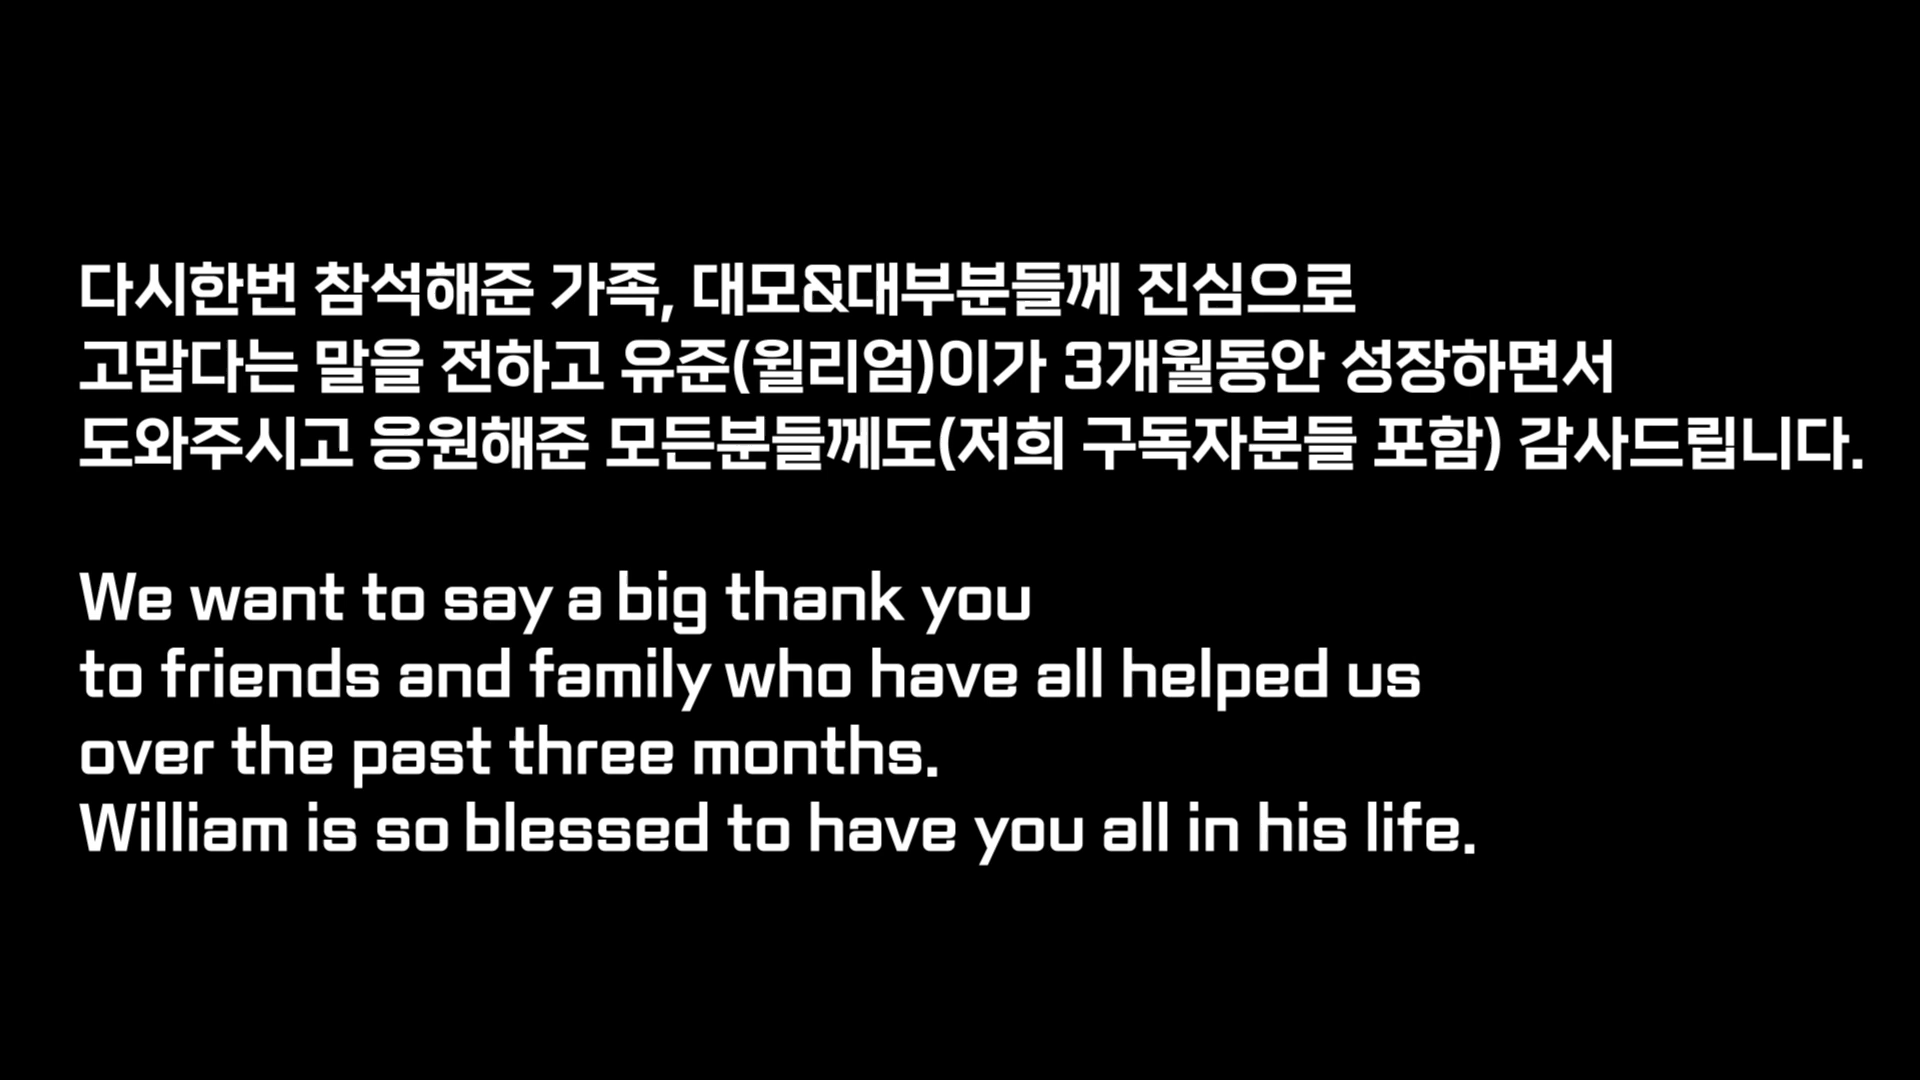 다시한번 참석해준 가족, 대모&대부분들께 진심으로
고맙다는 말을 전하고 유준(윌리엄)이가 3개월동안 성장하면서
도와주시고 응원해준 모든분들께도(저희 구독자분들 포함) 감사드립니다.
We want to say a big thank you
to friends and family who have all helped us
over the past three months.
William is so blessed to have you all in his life.